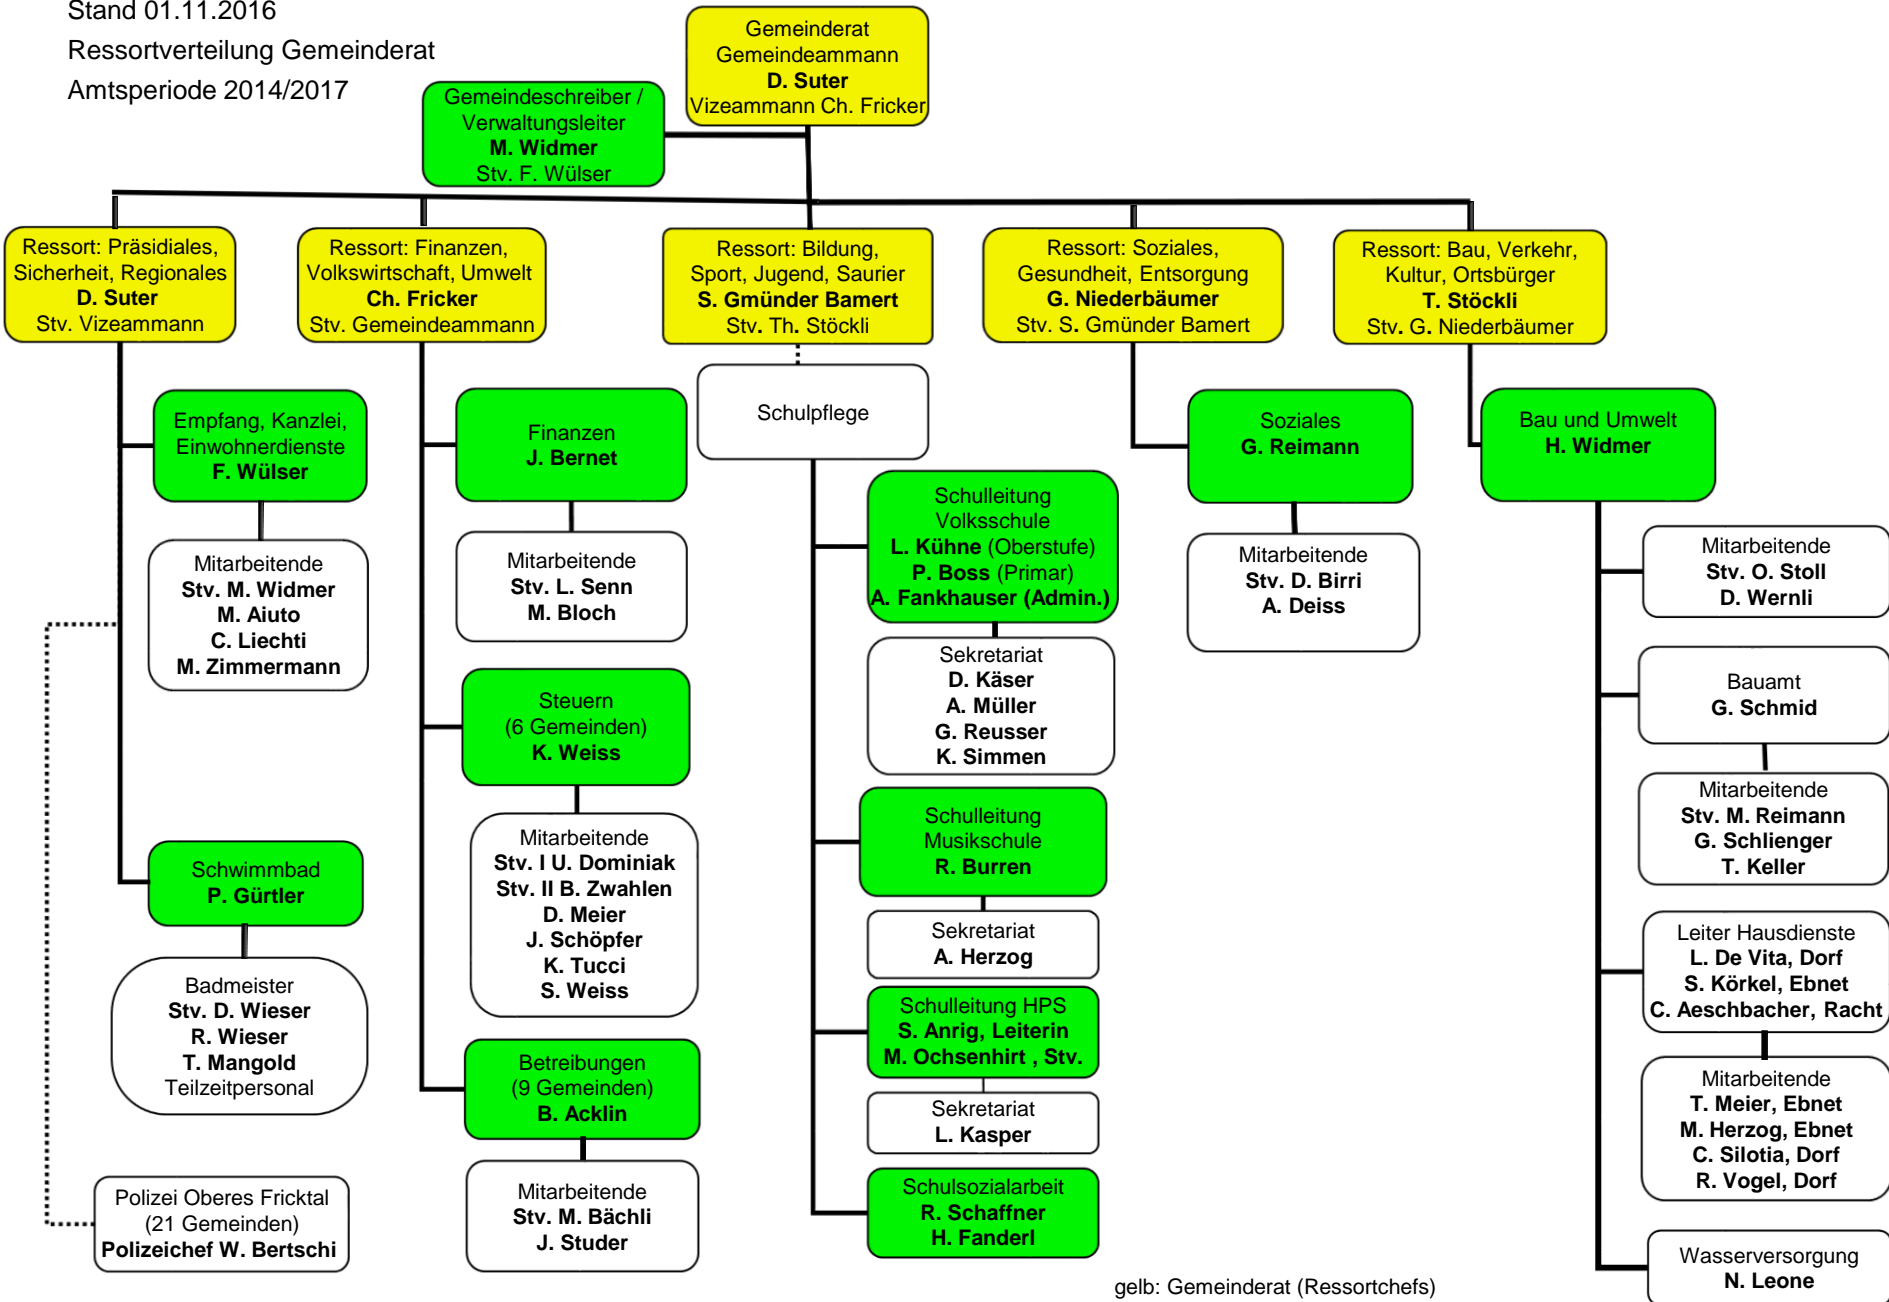 Stand 01.11.2016
Ressortverteilung Gemeinderat
Amtsperiode 2014/2017
Gemeinderat
Gemeindeammann
D. Suter
Vizeammann Ch. Fricker
Gemeindeschreiber /
Verwaltungsleiter
M. Widmer
Stv. F. Wülser
Ressort: Präsidiales,
Sicherheit, Regionales
D. Suter
Stv. Vizeammann
Ressort: Finanzen,
Volkswirtschaft, Umwelt
Ch. Fricker
Stv. Gemeindeammann
Ressort: Bildung,
Sport, Jugend, Saurier
S. Gmünder Bamert
Stv. Th. Stöckli
Ressort: Soziales,
Gesundheit, Entsorgung
G. Niederbäumer
Stv. S. Gmünder Bamert
Ressort: Bau, Verkehr,
Kultur, Ortsbürger
T. Stöckli
Stv. G. Niederbäumer
Empfang, Kanzlei,
Einwohnerdienste
F. Wülser
Mitarbeitende
Stv. M. Widmer
M. Aiuto
C. Liechti
M. Zimmermann
Schwimmbad
P. Gürtler
Badmeister
Stv. D. Wieser
R. Wieser
T. Mangold
Teilzeitpersonal
Polizei Oberes Fricktal
(21 Gemeinden)
Polizeichef W. Bertschi
Finanzen
J. Bernet
Mitarbeitende
Stv. L. Senn
M. Bloch
Steuern
(6 Gemeinden)
K. Weiss
Mitarbeitende
Stv. I U. Dominiak
Stv. II B. Zwahlen
D. Meier
J. Schöpfer
K. Tucci
S. Weiss
Betreibungen
(9 Gemeinden)
B. Acklin
Mitarbeitende
Stv. M. Bächli
J. Studer
Schulpflege
Schulleitung
Volksschule
L. Kühne (Oberstufe)
P. Boss (Primar)
A. Fankhauser (Admin.)
Sekretariat
D. Käser
A. Müller
G. Reusser
K. Simmen
Schulleitung
Musikschule
R. Burren
Sekretariat
A. Herzog
Schulleitung HPS
S. Anrig, Leiterin
M. Ochsenhirt , Stv.
Sekretariat
L. Kasper
Schulsozialarbeit
R. Schaffner
H. Fanderl
Soziales
G. Reimann
Mitarbeitende
Stv. D. Birri
A. Deiss
Bau und Umwelt
H. Widmer
Mitarbeitende
Stv. O. Stoll
D. Wernli
Bauamt
G. Schmid
Mitarbeitende
Stv. M. Reimann
G. Schlienger
T. Keller
Leiter Hausdienste
L. De Vita, Dorf
S. Körkel, Ebnet
C. Aeschbacher, Racht
Mitarbeitende
T. Meier, Ebnet
M. Herzog, Ebnet
C. Silotia, Dorf
R. Vogel, Dorf
Wasserversorgung
N. Leone
gelb: Gemeinderat (Ressortchefs)